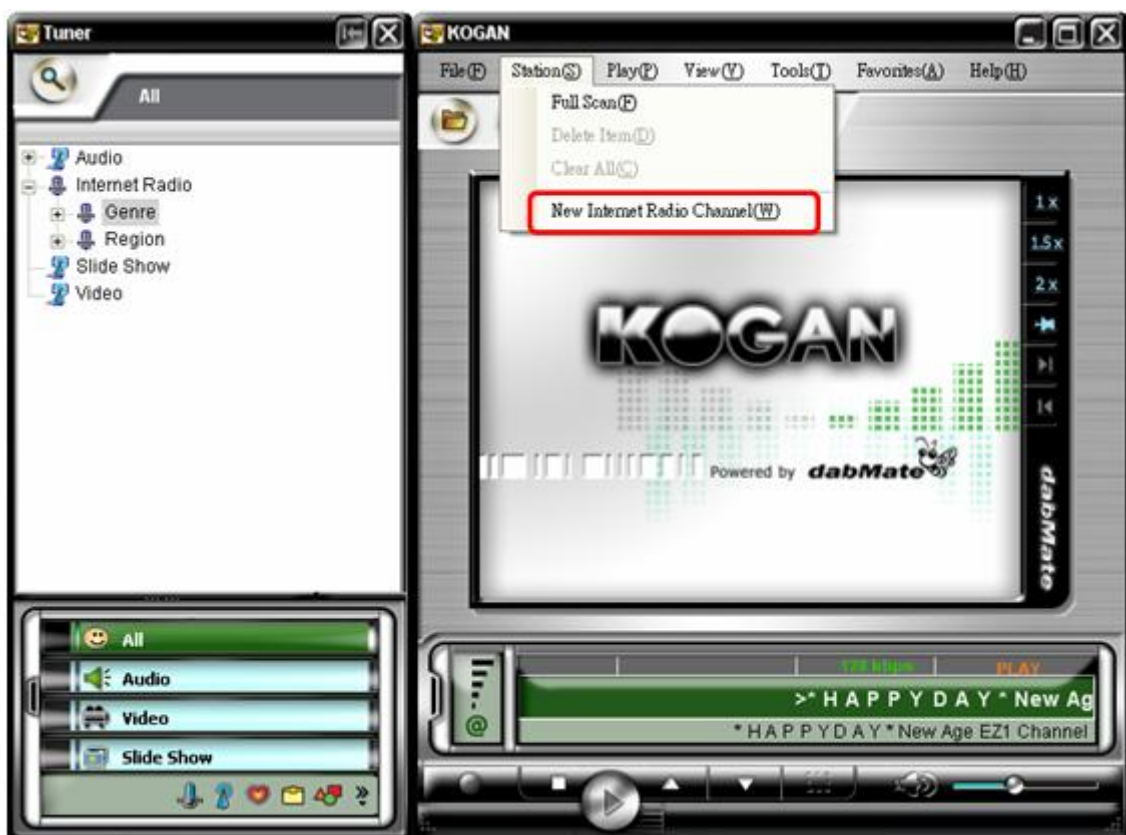 Tuner
All
Audio
Internet Radio
Genre
Region
Slide Show
Video
All
Audio
Video
Slide Show
KOGAN
File(F) Station(S) Play(P) View(V) Tools(T) Favorites(A) Help(H)
Full Scan(F)
Delete Item(D)
Clear All(C)
New Internet Radio Channel(W)
1x
1.5x
2x
KOGAN
Powered by dabMate
dabMate
kbps PLAY
>* H A P P Y D A Y * New Ag
* H A P P Y D A Y * New Age EZ1 Channel
@